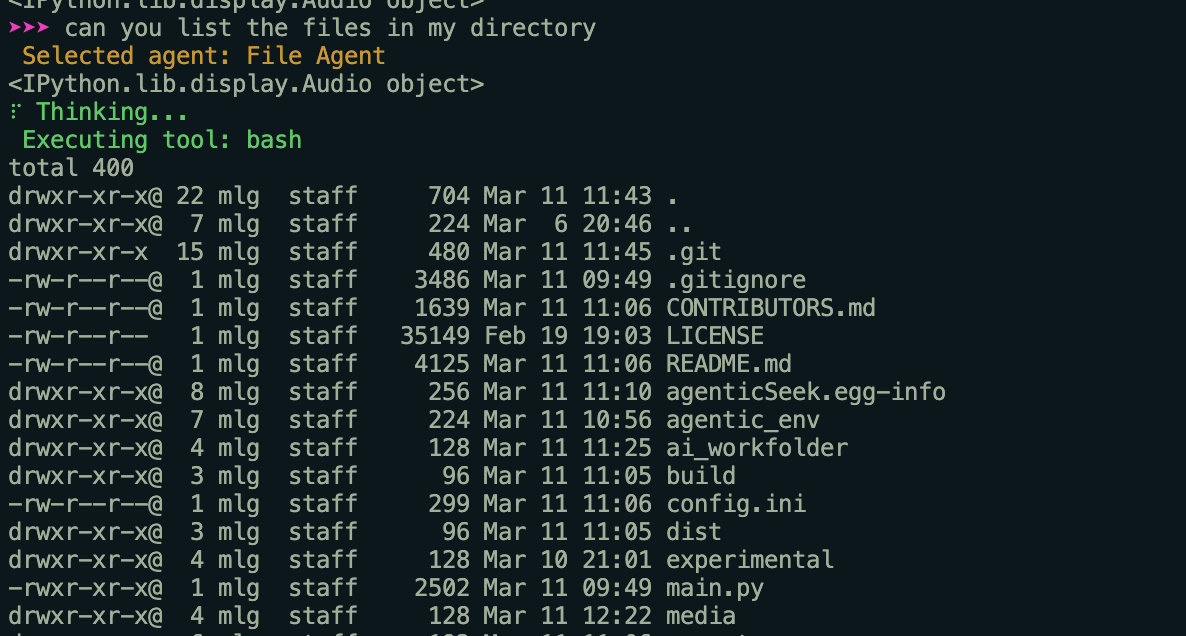 <IPython.lib.display.Audio object>
➤➤➤ can you list the files in my directory
Selected agent: File Agent
<IPython.lib.display.Audio object>
⠏ Thinking...
Executing tool: bash
total 400
drwxr-xr-x@ 22 mlg  staff    704 Mar 11 11:43 .
drwxr-xr-x@  7 mlg  staff    224 Mar  6 20:46 ..
drwxr-xr-x  15 mlg  staff    480 Mar 11 11:45 .git
-rw-r--r--@  1 mlg  staff   3486 Mar 11 09:49 .gitignore
-rw-r--r--@  1 mlg  staff   1639 Mar 11 11:06 CONTRIBUTORS.md
-rw-r--r--   1 mlg  staff  35149 Feb 19 19:03 LICENSE
-rw-r--r--@  1 mlg  staff   4125 Mar 11 11:06 README.md
drwxr-xr-x@  8 mlg  staff    256 Mar 11 11:10 agenticSeek.egg-info
drwxr-xr-x@  7 mlg  staff    224 Mar 11 10:56 agentic_env
drwxr-xr-x@  4 mlg  staff    128 Mar 11 11:25 ai_workfolder
drwxr-xr-x@  3 mlg  staff     96 Mar 11 11:05 build
-rw-r--r--@  1 mlg  staff    299 Mar 11 11:06 config.ini
drwxr-xr-x@  3 mlg  staff     96 Mar 11 11:05 dist
drwxr-xr-x@  4 mlg  staff    128 Mar 10 21:01 experimental
-rwxr-xr-x@  1 mlg  staff   2502 Mar 11 09:49 main.py
drwxr-xr-x@  4 mlg  staff    128 Mar 11 12:22 media